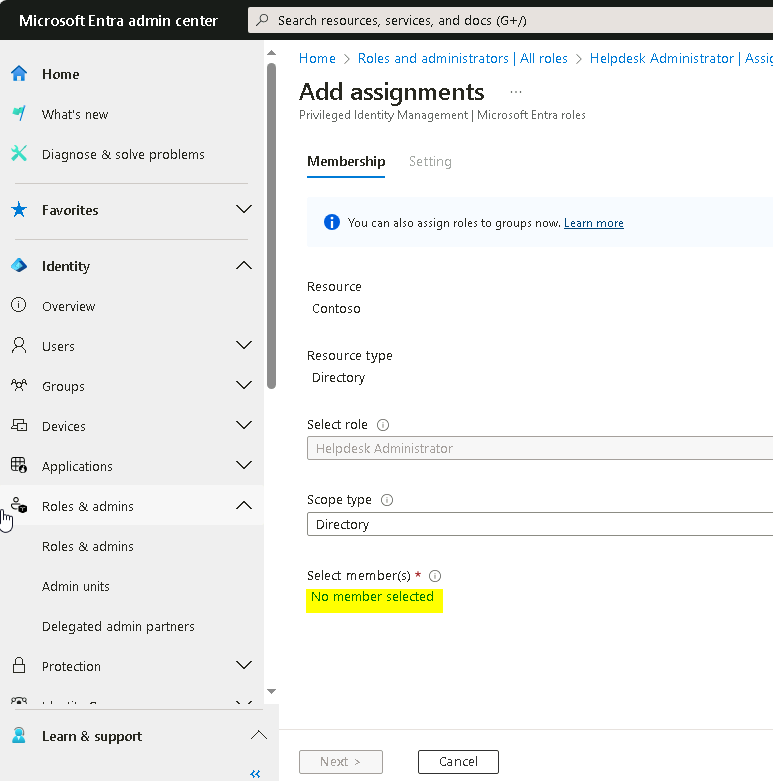 Microsoft Entra admin center
Search resources, services, and docs (G+/)
Home
What's new
Diagnose & solve problems
Favorites
Identity
Overview
Users
Groups
Devices
Applications
Roles & admins
Roles & admins
Admin units
Delegated admin partners
Protection
Learn & support
Home > Roles and administrators | All roles > Helpdesk Administrator |
Add assignments ...
Privileged Identity Management | Microsoft Entra roles
Membership Setting
You can also assign roles to groups now. Learn more
Resource
Contoso
Resource type
Directory
Select role
Helpdesk Administrator
Scope type
Directory
Select member(s) *
No member selected
Next >
Cancel